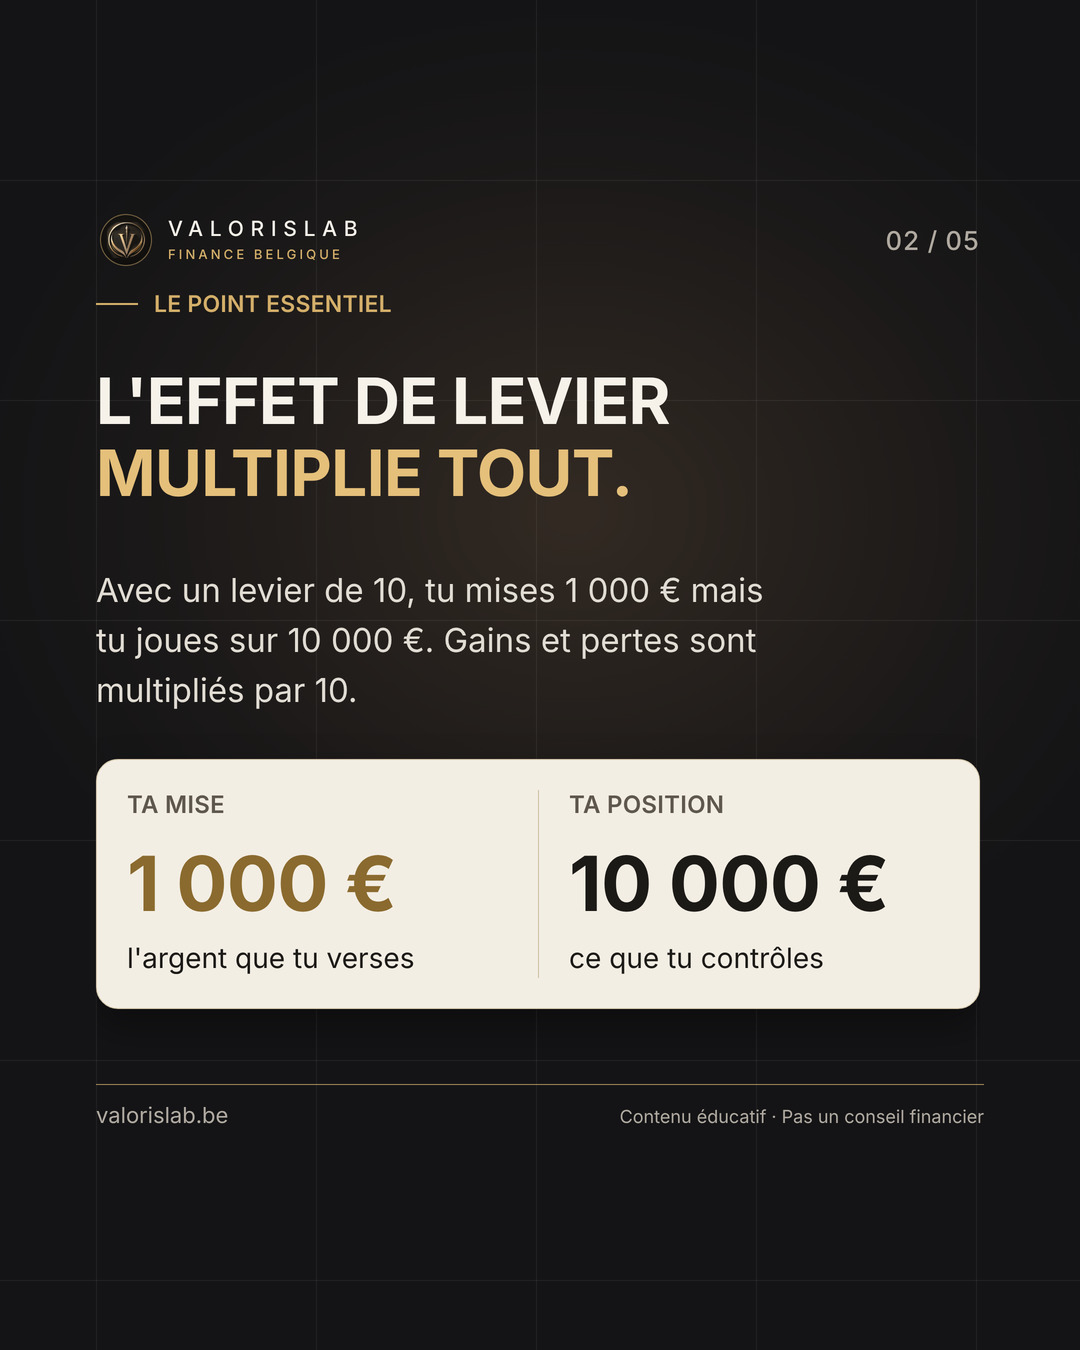 VALORISLAB
FINANCE BELGIQUE
02 / 05
LE POINT ESSENTIEL
L'EFFET DE LEVIER
MULTIPLIE TOUT.
Avec un levier de 10, tu mises 1 000 € mais
tu joues sur 10 000 €. Gains et pertes sont
multipliés par 10.
TA MISE
1 000 €
l'argent que tu verses
TA POSITION
10 000 €
ce que tu contrôles
valorislab.be
Contenu éducatif · Pas un conseil financier